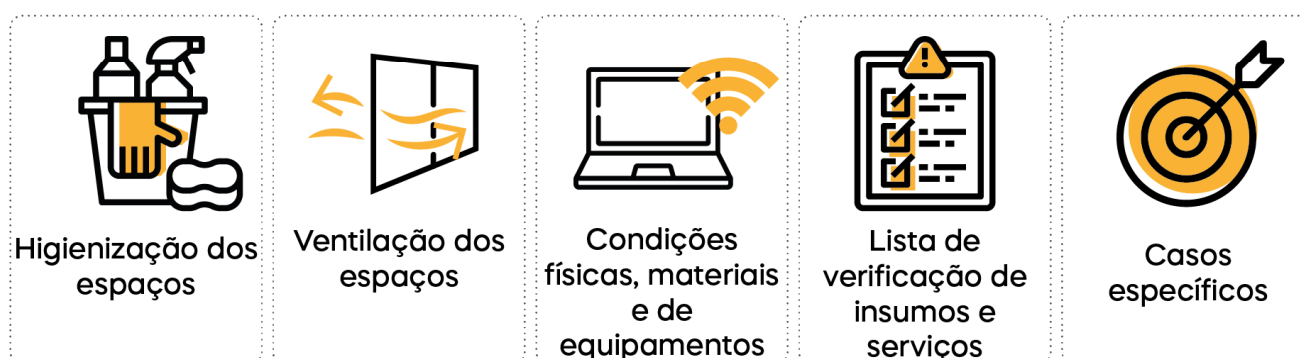 Higienização dos
espaços
Ventilação dos
espaços
Condições
físicas, materiais
e de
equipamentos
Lista de
verificação de
insumos e
serviços
Casos
específicos